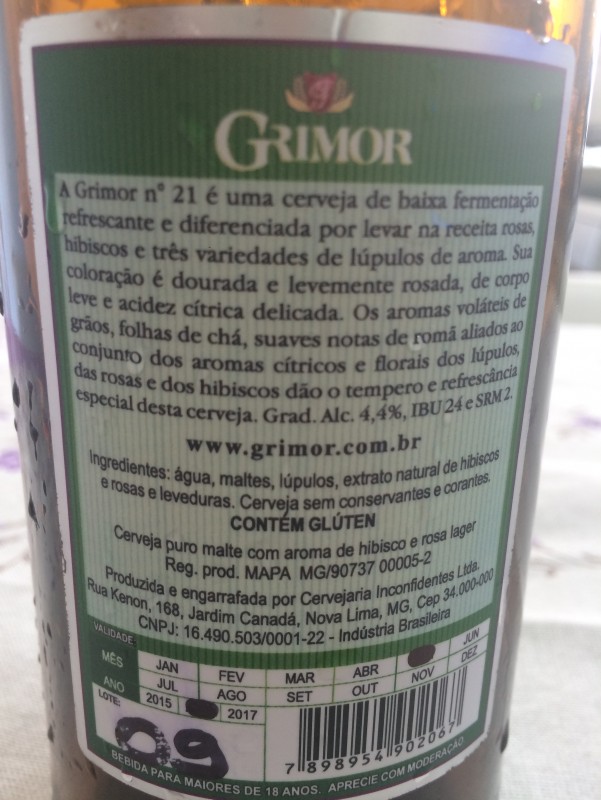 GRIMOR
A Grimor nº 21 é uma cerveja de baixa fermentação
refrescante e diferenciada por levar na receita rosas,
hibiscos e três variedades de lúpulos de aroma. Sua
coloração é dourada e levemente rosada, de corpo
leve e acidez cítrica delicada. Os aromas voláteis de
grãos, folhas de chá, suaves notas de romã aliados ao
conjunto dos aromas cítricos e florais dos lúpulos,
das rosas e dos hibiscos dão o tempero e refrescância
especial desta cerveja. Grad. Alc. 4,4%, IBU 24 e SRM 2.
www.grimor.com.br
Ingredientes: água, maltes, lúpulos, extrato natural de hibiscos
e rosas e leveduras. Cerveja sem conservantes e corantes.
CONTÉM GLÚTEN
Cerveja puro malte com aroma de hibisco e rosa lager
Reg. prod. MAPA MG/90737 00005-2
Produzida e engarrafada por Cervejaria Inconfidentes Ltda.
Rua Kenon, 168, Jardim Canadá, Nova Lima, MG, Cep 34.000-000
CNPJ: 16.490.503/0001-22 - Indústria Brasileira
VALIDADE:
MÊS JAN FEV MAR ABR JUN
JUL AGO SET OUT NOV DEZ
ANO 2015 2017
LOTE: 09
7 898954 902067
BEBIDA PARA MAIORES DE 18 ANOS. APRECIE COM MODERAÇÃO.